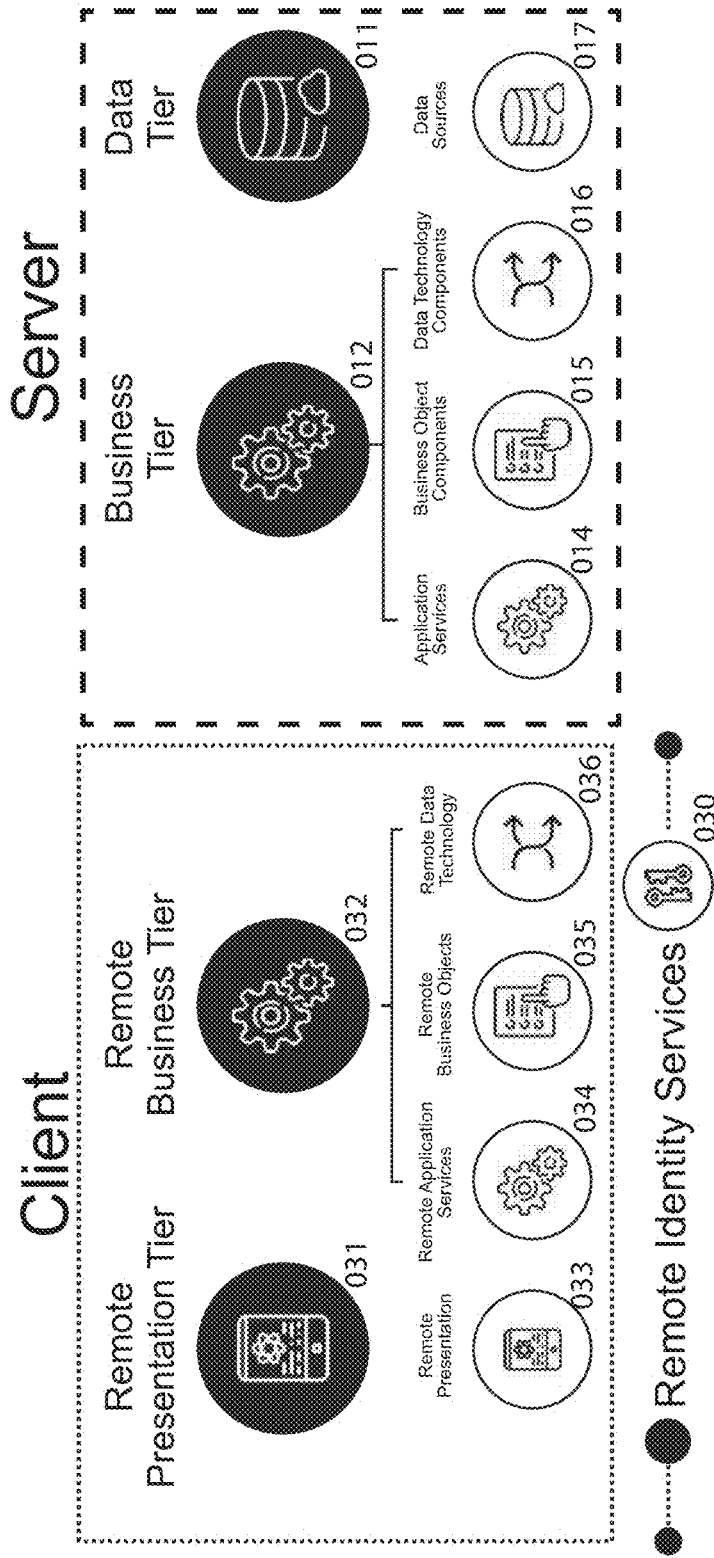 Client
Remote
Presentation Tier
031
Remote
Business Tier
032
Remote
Presentation
033
Remote Application
Services
034
Remote
Business Objects
035
Remote Data
Technology
036
Server
Business
Tier
012
Data
Tier
011
Application
Services
014
Business Object
Components
015
Data Technology
Components
016
Data
Sources
017
Remote Identity Services
030